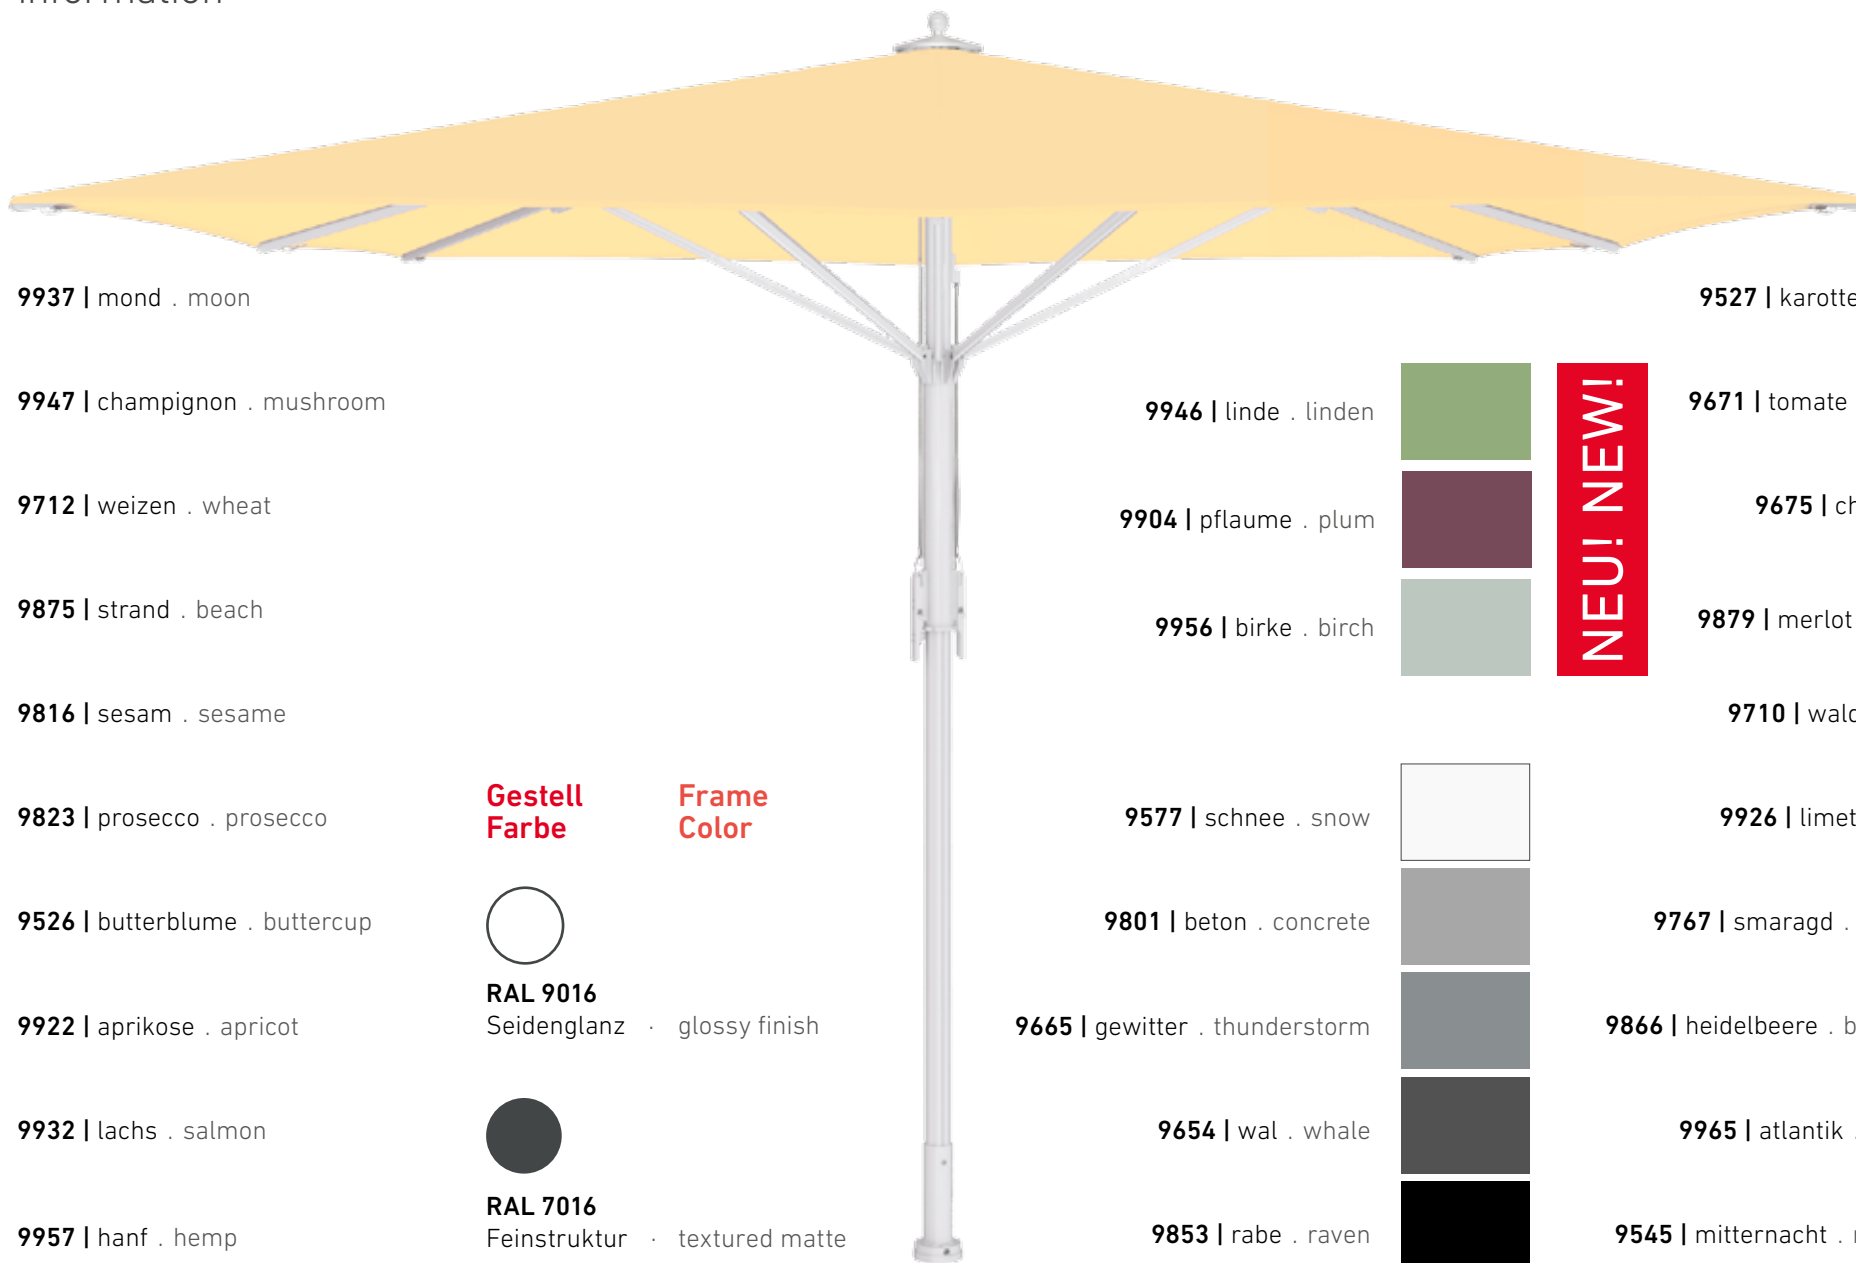 9937 | mond . moon
9947 | champignon . mushroom
9712 | weizen . wheat
9875 | strand . beach
9816 | sesam . sesame
9823 | prosecco . prosecco
9526 | butterblume . buttercup
9922 | aprikose . apricot
9932 | lachs . salmon
9957 | hanf . hemp
Gestell Farbe
Frame Color
RAL 9016
Seidenglanz · glossy finish
RAL 7016
Feinstruktur · textured matte
9946 | linde . linden
9904 | pflaume . plum
9956 | birke . birch
NEU! NEW!
9577 | schnee . snow
9801 | beton . concrete
9665 | gewitter . thunderstorm
9654 | wal . whale
9853 | rabe . raven
9527 | karotte
9671 | tomate
9675 |
9879 | merlot
9710 |
9926 |
9767 | smaragd .
9866 | heidelbeere .
9965 | atlantik .
9545 | mitternacht .